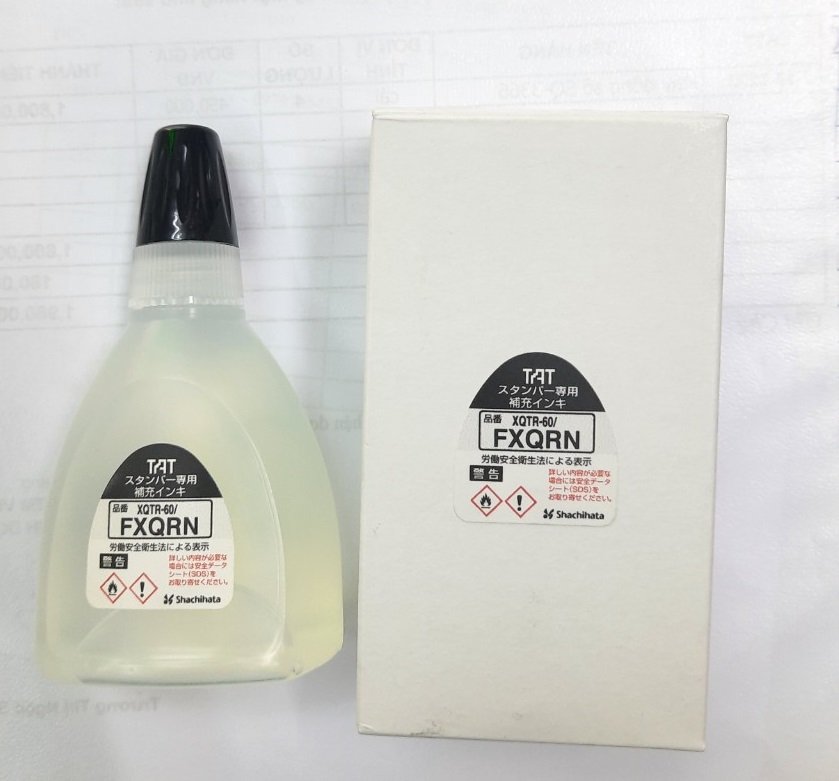 TAT
スタンパー専用
補充インキ
品番 XQTR-60/
FXQRN
労働安全衛生法による表示
警告
詳しい内容が必要な
場合には安全データ
シート(SDS)を
お取り寄せください。
Shachihata
TAT
スタンパー専用
補充インキ
品番 XQTR-60/
FXQRN
労働安全衛生法による表示
警告
詳しい内容が必要な
場合には安全データ
シート(SDS)を
お取り寄せください。
Shachihata